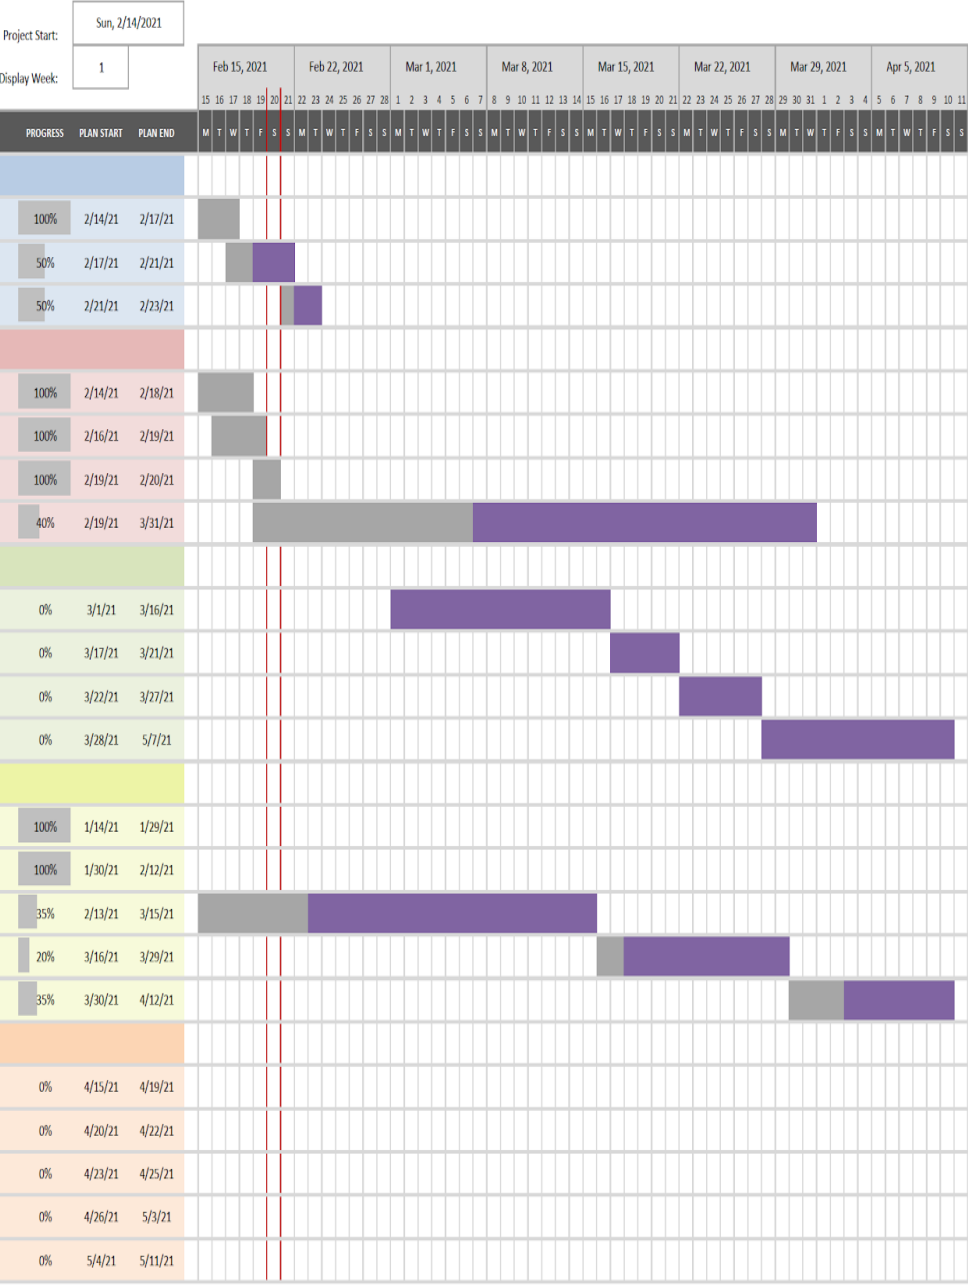 Project Start:
Sun, 2/14/2021
Display Week:
1
Feb 15, 2021 Feb 22, 2021 Mar 1, 2021 Mar 8, 2021 Mar 15, 2021 Mar 22, 2021 Mar 29, 2021 Apr 5, 2021
15 16 17 18 19 20 21 22 23 24 25 26 27 28 1 2 3 4 5 6 7 8 9 10 11 12 13 14 15 16 17 18 19 20 21 22 23 24 25 26 27 28 29 30 31 1 2 3 4 5 6 7 8 9 10 11
PROGRESS PLAN START PLAN END M T W T F S S M T W T F S S M T W T F S S M T W T F S S M T W T F S S M T W T F S S M T W T F S S M T W T F S S
100% 2/14/21 2/17/21
50% 2/17/21 2/21/21
50% 2/21/21 2/23/21
100% 2/14/21 2/18/21
100% 2/16/21 2/19/21
100% 2/19/21 2/20/21
40% 2/19/21 3/31/21
0% 3/1/21 3/16/21
0% 3/17/21 3/21/21
0% 3/22/21 3/27/21
0% 3/28/21 5/7/21
100% 1/14/21 1/29/21
100% 1/30/21 2/12/21
35% 2/13/21 3/15/21
20% 3/16/21 3/29/21
35% 3/30/21 4/12/21
0% 4/15/21 4/19/21
0% 4/20/21 4/22/21
0% 4/23/21 4/25/21
0% 4/26/21 5/3/21
0% 5/4/21 5/11/21